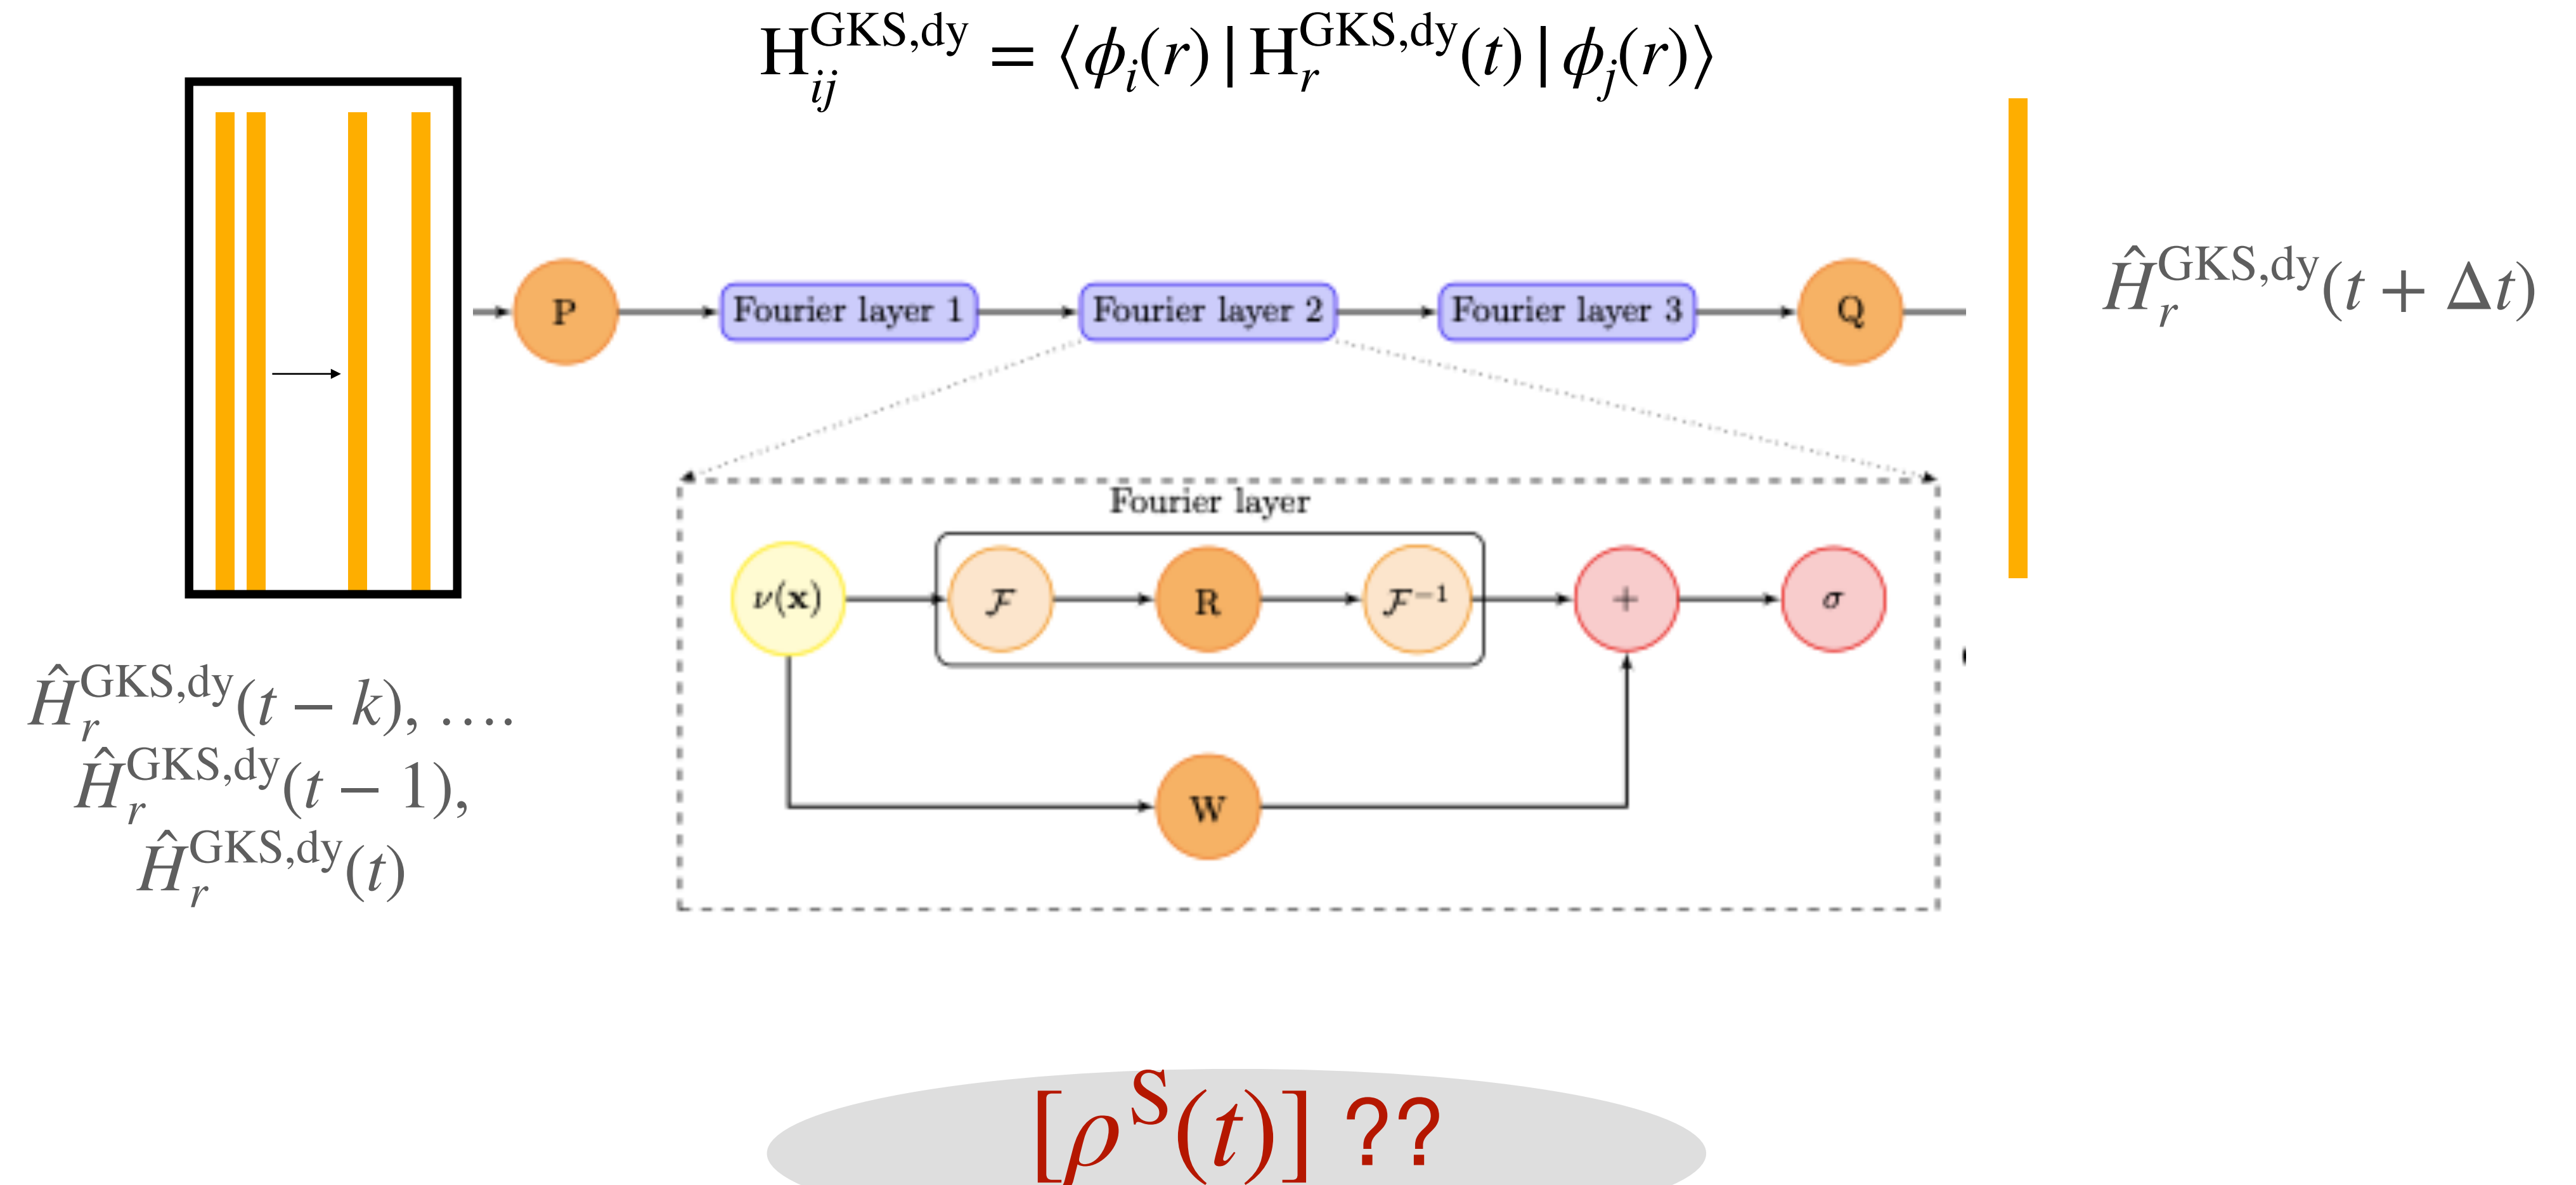 H_{ij}^{GKS,dy} = ⟨ϕ_i(r)|H_r^{GKS,dy}(t)|ϕ_j(r)⟩
P
Fourier layer 1
Fourier layer 2
Fourier layer 3
Q
Ĥ_r^{GKS,dy}(t + Δt)
Fourier layer
ν(x)
ℱ
R
ℱ^{−1}
+
σ
W
Ĥ_r^{GKS,dy}(t − k), ....
Ĥ_r^{GKS,dy}(t − 1),
Ĥ_r^{GKS,dy}(t)
[ρ^S(t)] ??